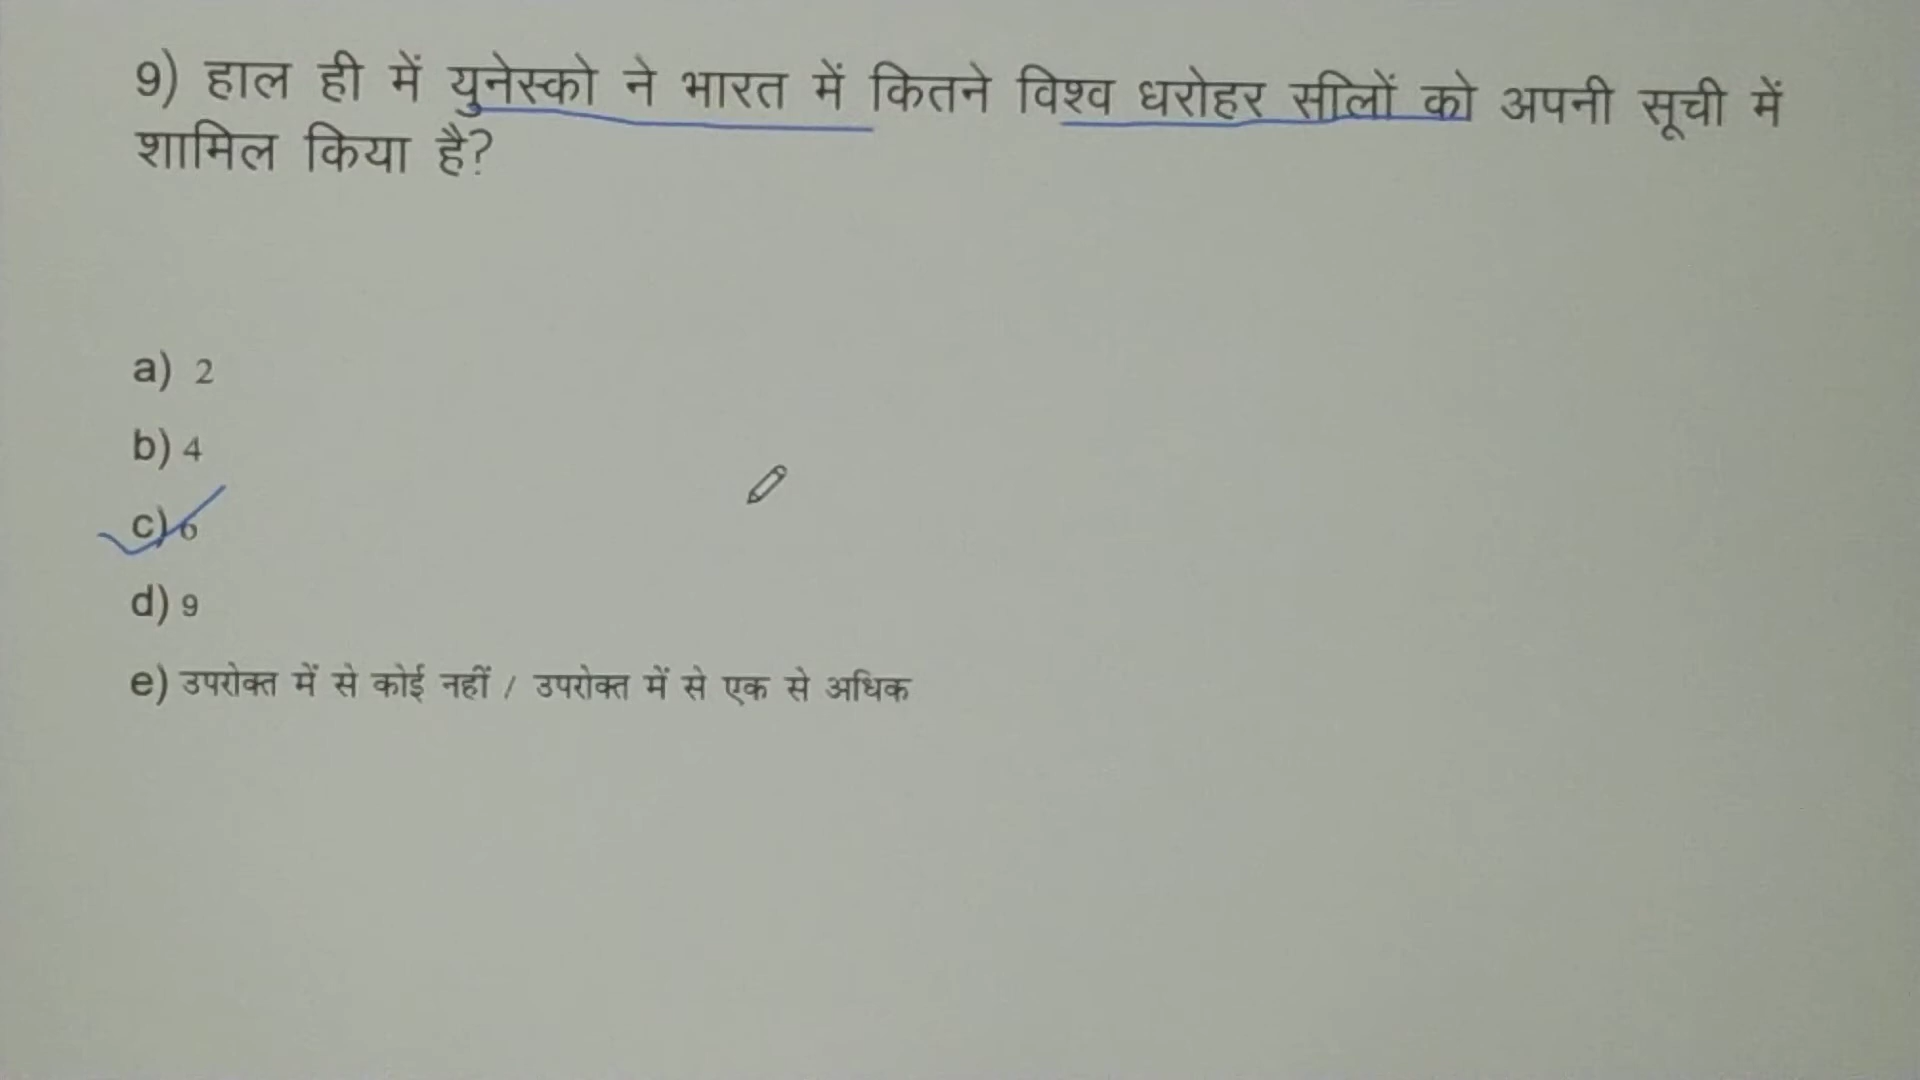 9) हाल ही में युनेस्को ने भारत में कितने विश्व धरोहर सीलों को अपनी सूची में
शामिल किया है?
a) 2
b) 4
c) 6
d) 9
e) उपरोक्त में से कोई नहीं / उपरोक्त में से एक से अधिक